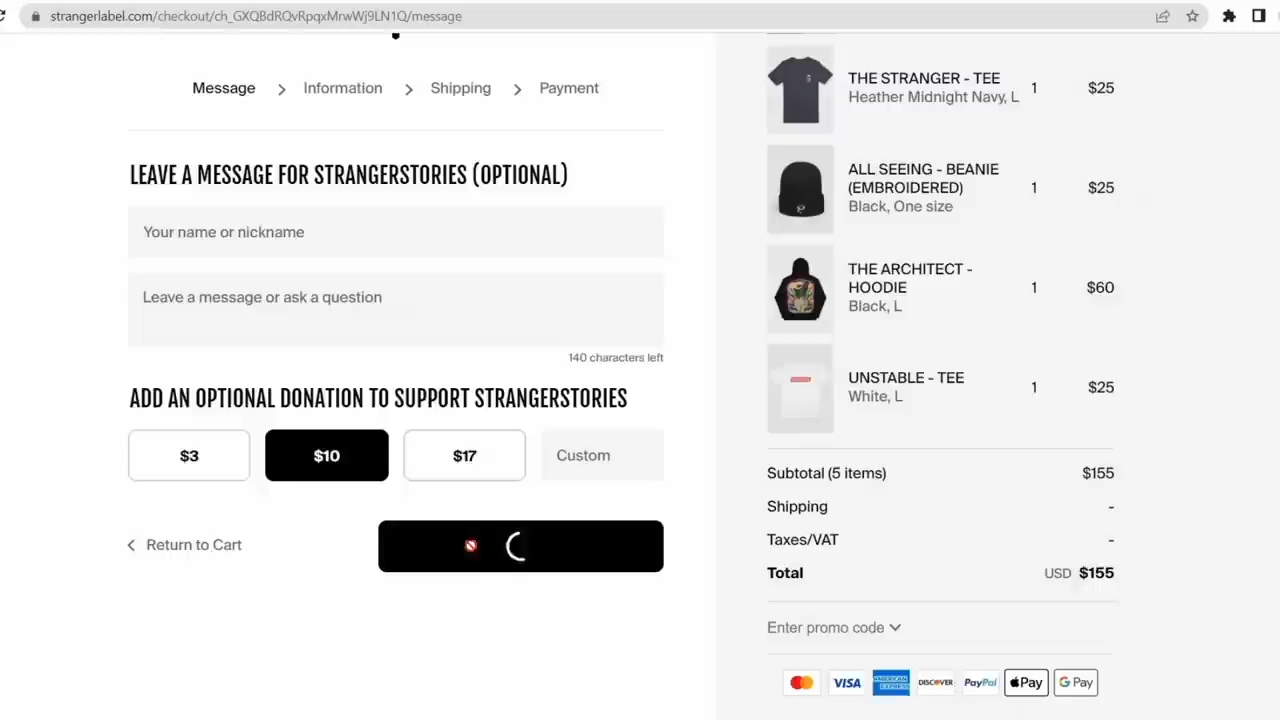 strangerlabel.com/checkout/ch_GXQBdRQvRpqxMrwWj9LN1Q/message
Message > Information > Shipping > Payment
LEAVE A MESSAGE FOR STRANGERSTORIES (OPTIONAL)
Your name or nickname
Leave a message or ask a question
140 characters left
ADD AN OPTIONAL DONATION TO SUPPORT STRANGERSTORIES
$3 $10 $17 Custom
< Return to Cart
THE STRANGER - TEE 1 $25
Heather Midnight Navy, L
ALL SEEING - BEANIE
(EMBROIDERED) 1 $25
Black, One size
THE ARCHITECT -
HOODIE 1 $60
Black, L
UNSTABLE - TEE 1 $25
White, L
Subtotal (5 items) $155
Shipping -
Taxes/VAT -
Total USD $155
Enter promo code
VISA AMERICAN EXPRESS DISCOVER PayPal Pay G Pay